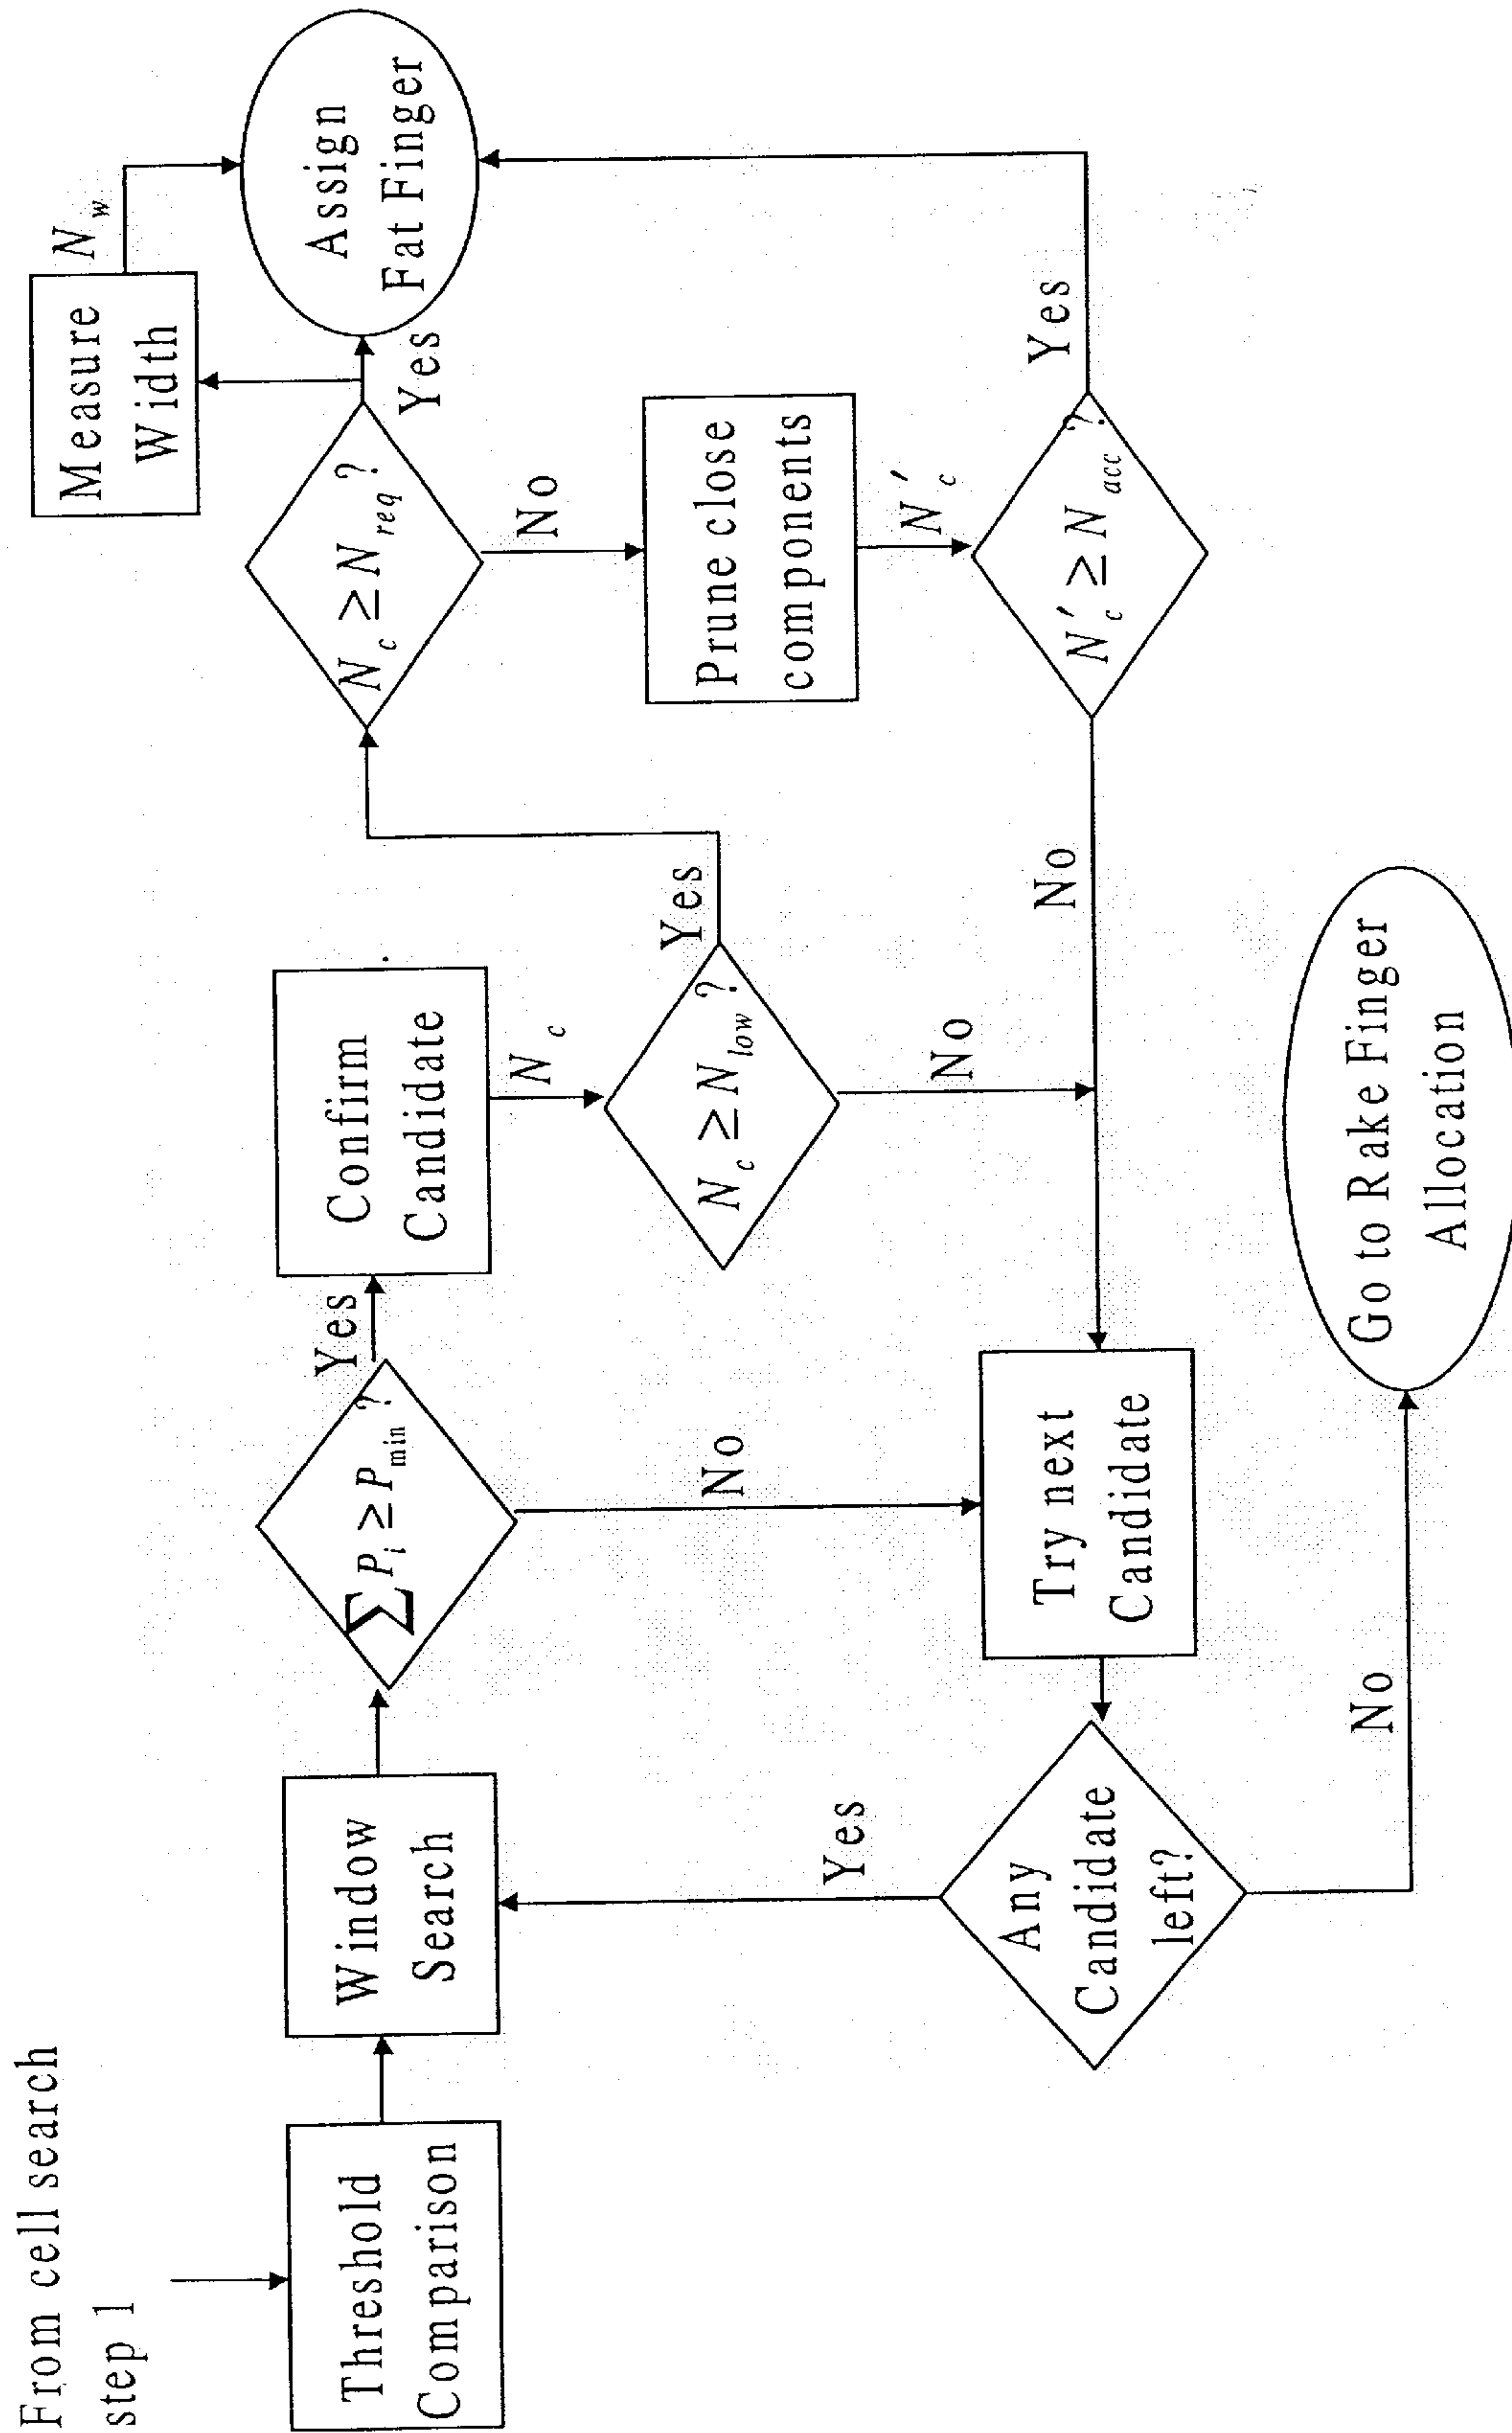 From cell search
step 1
Threshold
Comparison
Window
Search
∑ P_i ≥ P_min ?
Yes
No
Confirm
Candidate
N_c
N_c ≥ N_low ?
Yes
No
N_c ≥ N_req ?
Yes
No
Measure
Width
N_w
Assign
Fat Finger
Prune close
components
N'_c
N'_c ≥ N_acc ?
Yes
No
Try next
Candidate
Any
Candidate
left?
Yes
No
Go to Rake Finger
Allocation